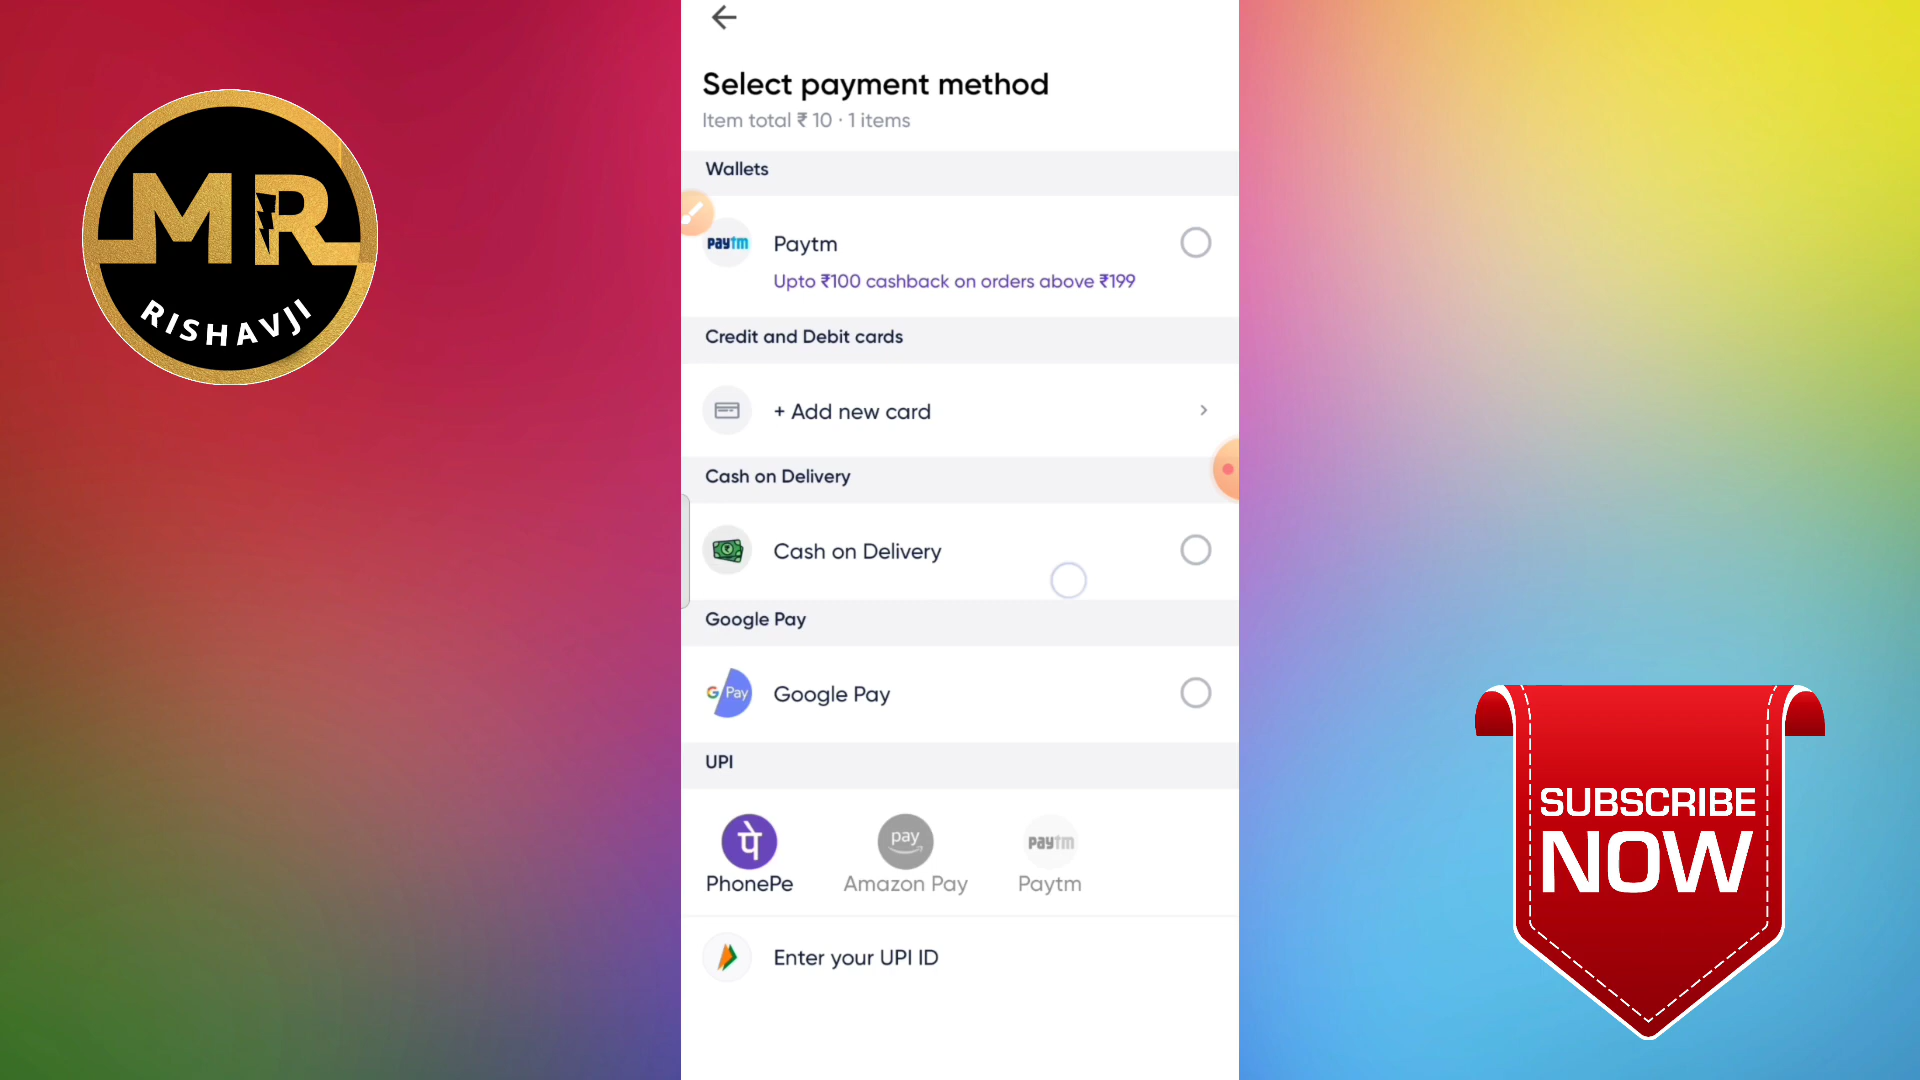 MR
RISHAVJI
Select payment method
Item total ₹ 10 · 1 items
Wallets
paytm
Paytm
Upto ₹100 cashback on orders above ₹199
Credit and Debit cards
+ Add new card
Cash on Delivery
Cash on Delivery
Google Pay
G Pay
Google Pay
UPI
पे
pay
paytm
PhonePe
Amazon Pay
Paytm
Enter your UPI ID
SUBSCRIBE
NOW